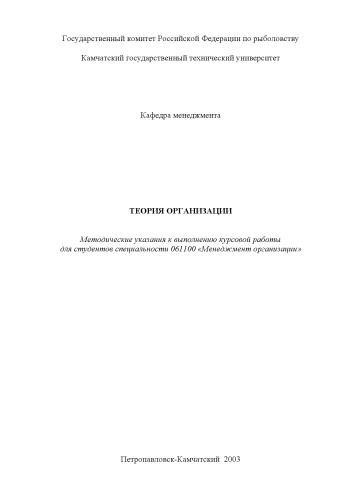 Государственный комитет Российской Федерации по рыболовству
Камчатский государственный технический университет
Кафедра менеджмента
ТЕОРИЯ ОРГАНИЗАЦИИ
Методические указания к выполнению курсовой работы
для студентов специальности 061100 «Менеджмент организации»
Петропавловск-Камчатский 2003